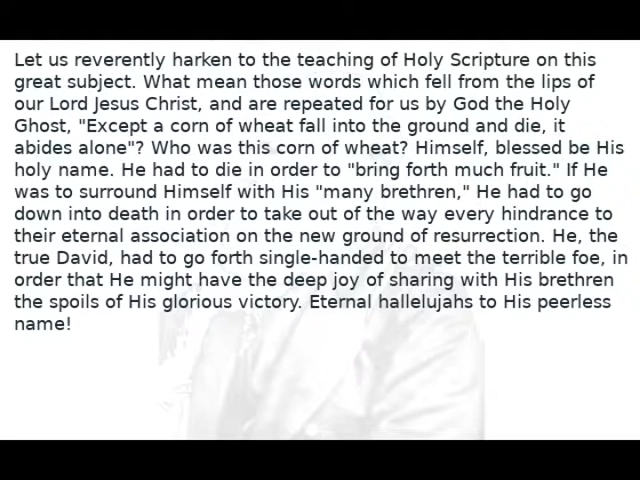 Let us reverently harken to the teaching of Holy Scripture on this
great subject. What mean those words which fell from the lips of
our Lord Jesus Christ, and are repeated for us by God the Holy
Ghost, "Except a corn of wheat fall into the ground and die, it
abides alone"? Who was this corn of wheat? Himself, blessed be His
holy name. He had to die in order to "bring forth much fruit." If He
was to surround Himself with His "many brethren," He had to go
down into death in order to take out of the way every hindrance to
their eternal association on the new ground of resurrection. He, the
true David, had to go forth single-handed to meet the terrible foe, in
order that He might have the deep joy of sharing with His brethren
the spoils of His glorious victory. Eternal hallelujahs to His peerless
name!